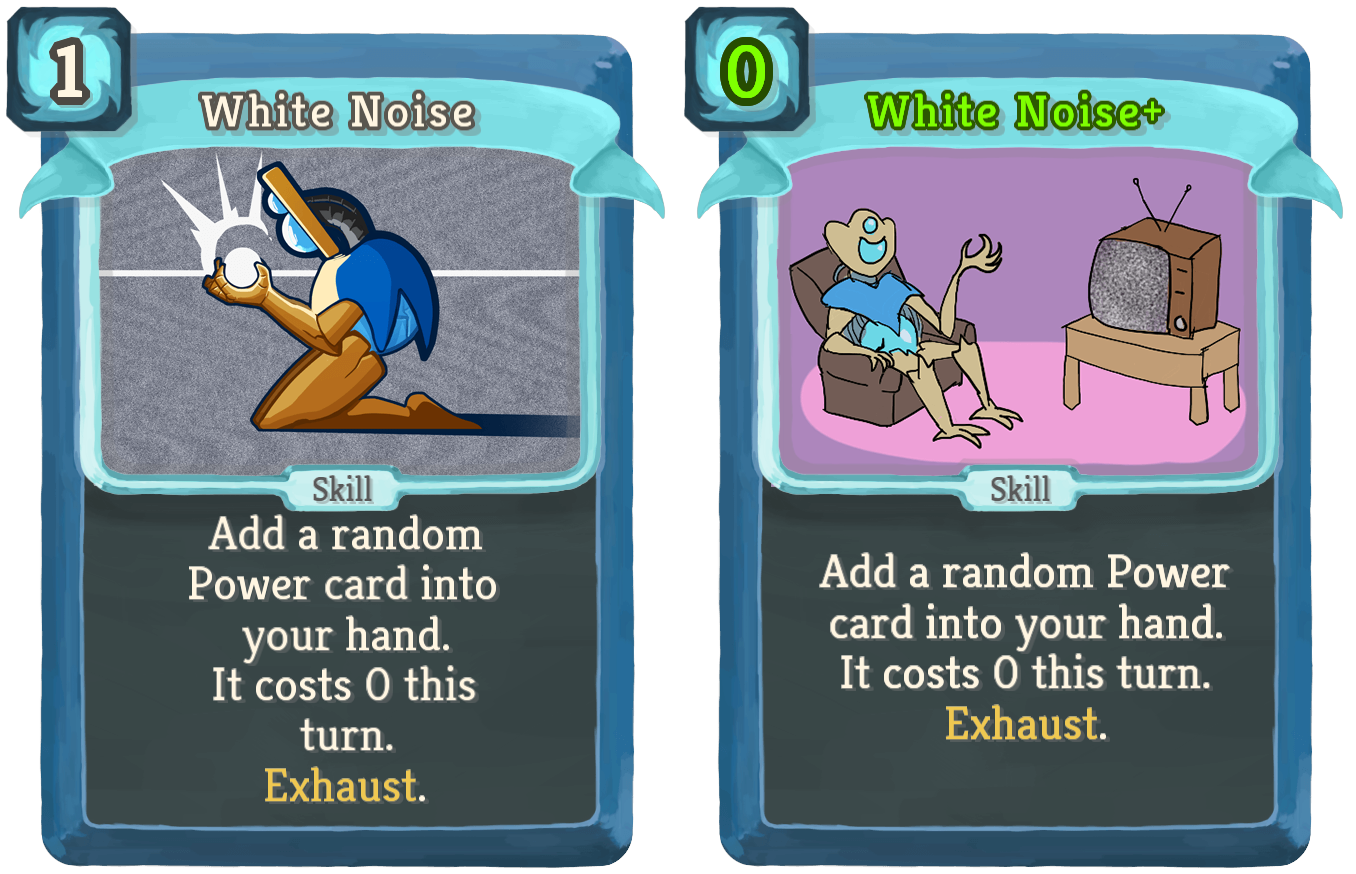 1
White Noise
Skill
Add a random
Power card into
your hand.
It costs 0 this
turn.
Exhaust.
0
White Noise+
Skill
Add a random Power
card into your hand.
It costs 0 this turn.
Exhaust.